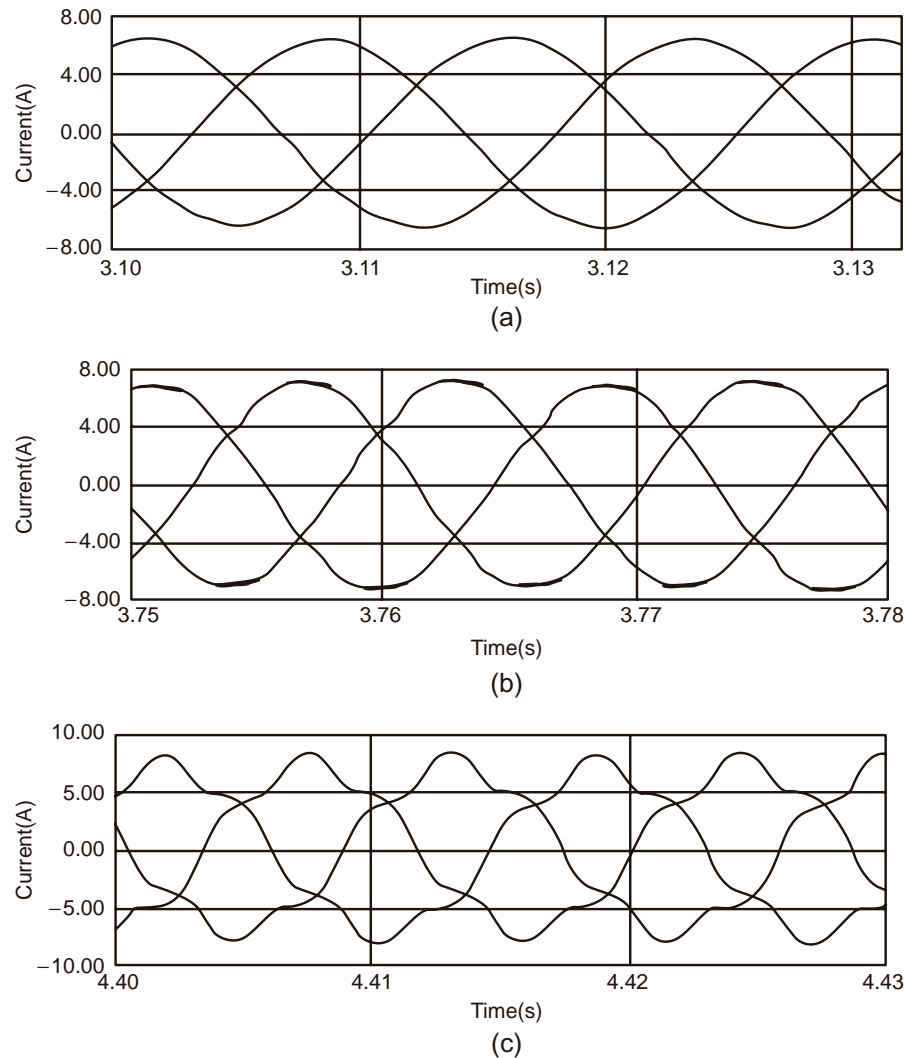 8.00
4.00
0.00
−4.00
−8.00
Current(A)
3.10 3.11 3.12 3.13
Time(s)
(a)
8.00
4.00
0.00
−4.00
−8.00
Current(A)
3.75 3.76 3.77 3.78
Time(s)
(b)
10.00
5.00
0.00
−5.00
−10.00
Current(A)
4.40 4.41 4.42 4.43
Time(s)
(c)